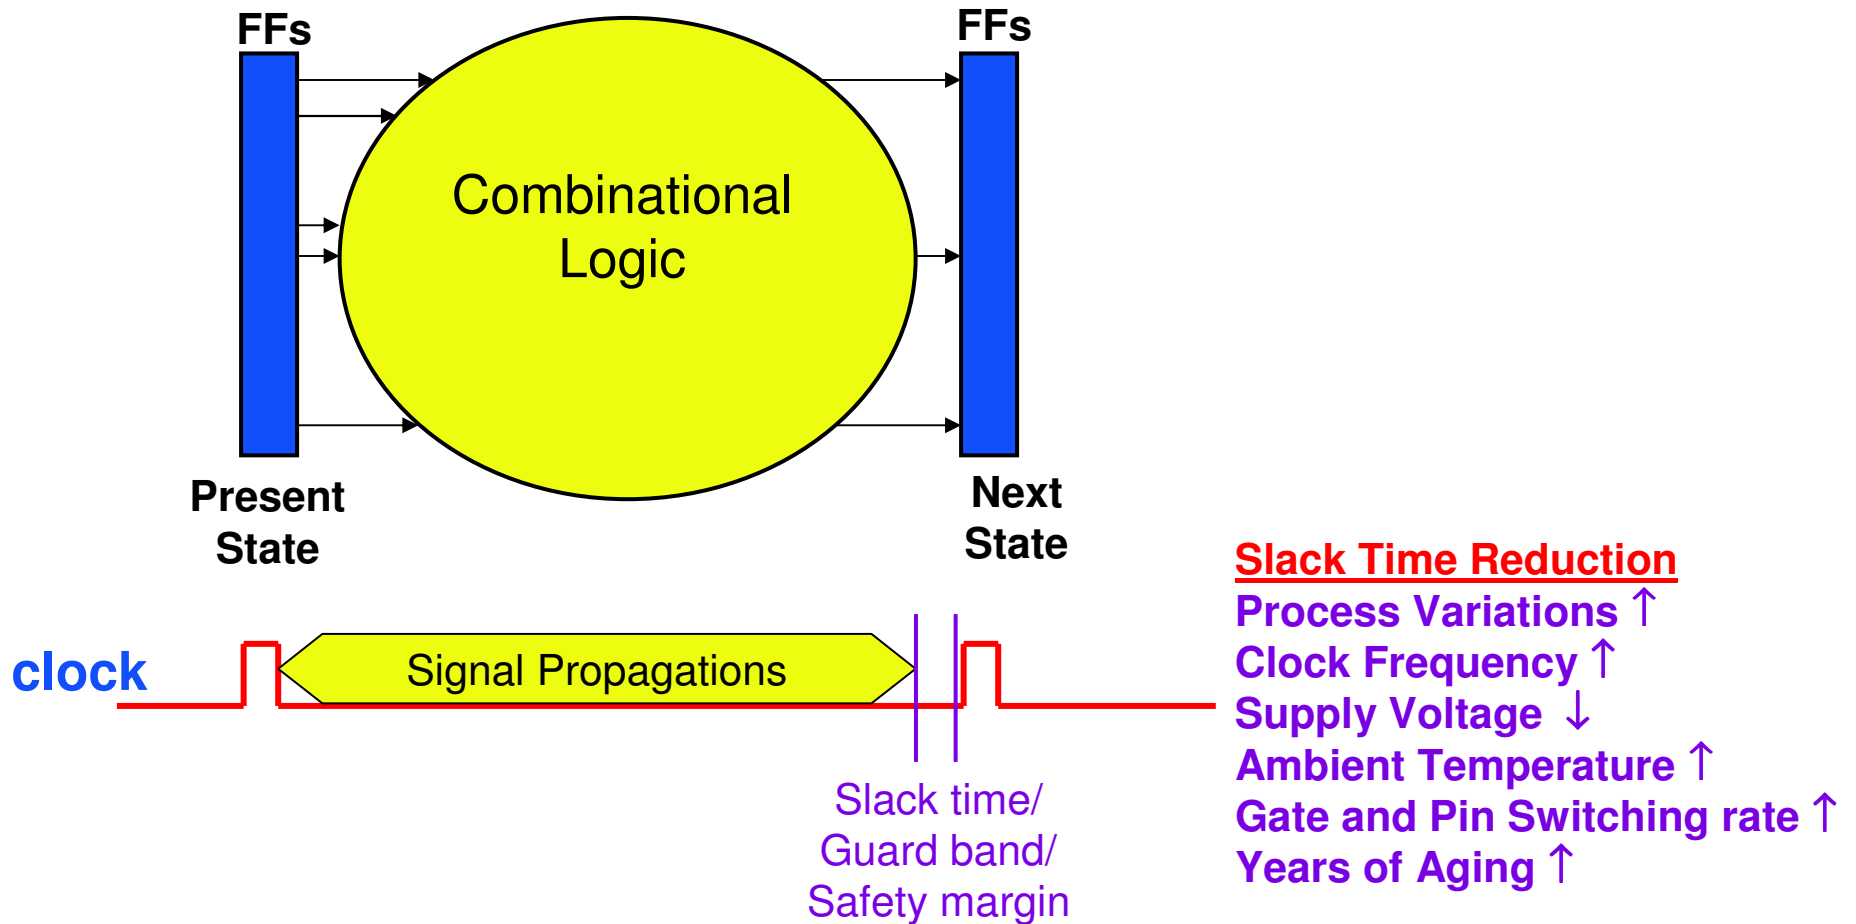 FFs
FFs
Combinational
Logic
Present
State
Next
State
clock
Signal Propagations
Slack time/
Guard band/
Safety margin
Slack Time Reduction
Process Variations ↑
Clock Frequency ↑
Supply Voltage ↓
Ambient Temperature ↑
Gate and Pin Switching rate ↑
Years of Aging ↑